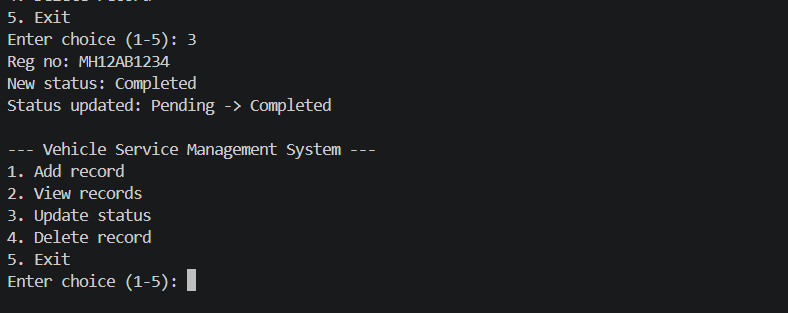 5. Exit
Enter choice (1-5): 3
Reg no: MH12AB1234
New status: Completed
Status updated: Pending -> Completed
--- Vehicle Service Management System ---
1. Add record
2. View records
3. Update status
4. Delete record
5. Exit
Enter choice (1-5):